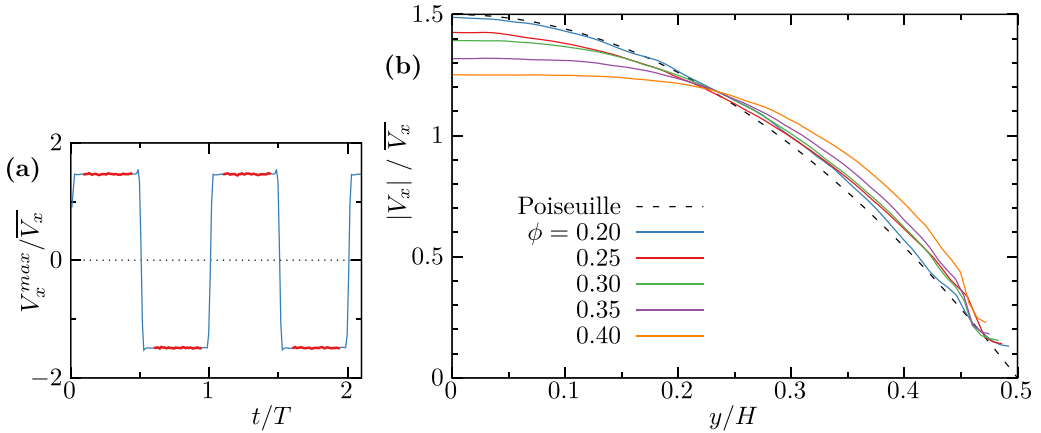 (a)
2
0
−2
0
1
2
t/T
V_x^{max}/\overline{V_x}
(b)
1.5
1
0.5
0
0
0.1
0.2
0.3
0.4
0.5
y/H
|V_x| / \overline{V_x}
Poiseuille
ϕ = 0.20
0.25
0.30
0.35
0.40